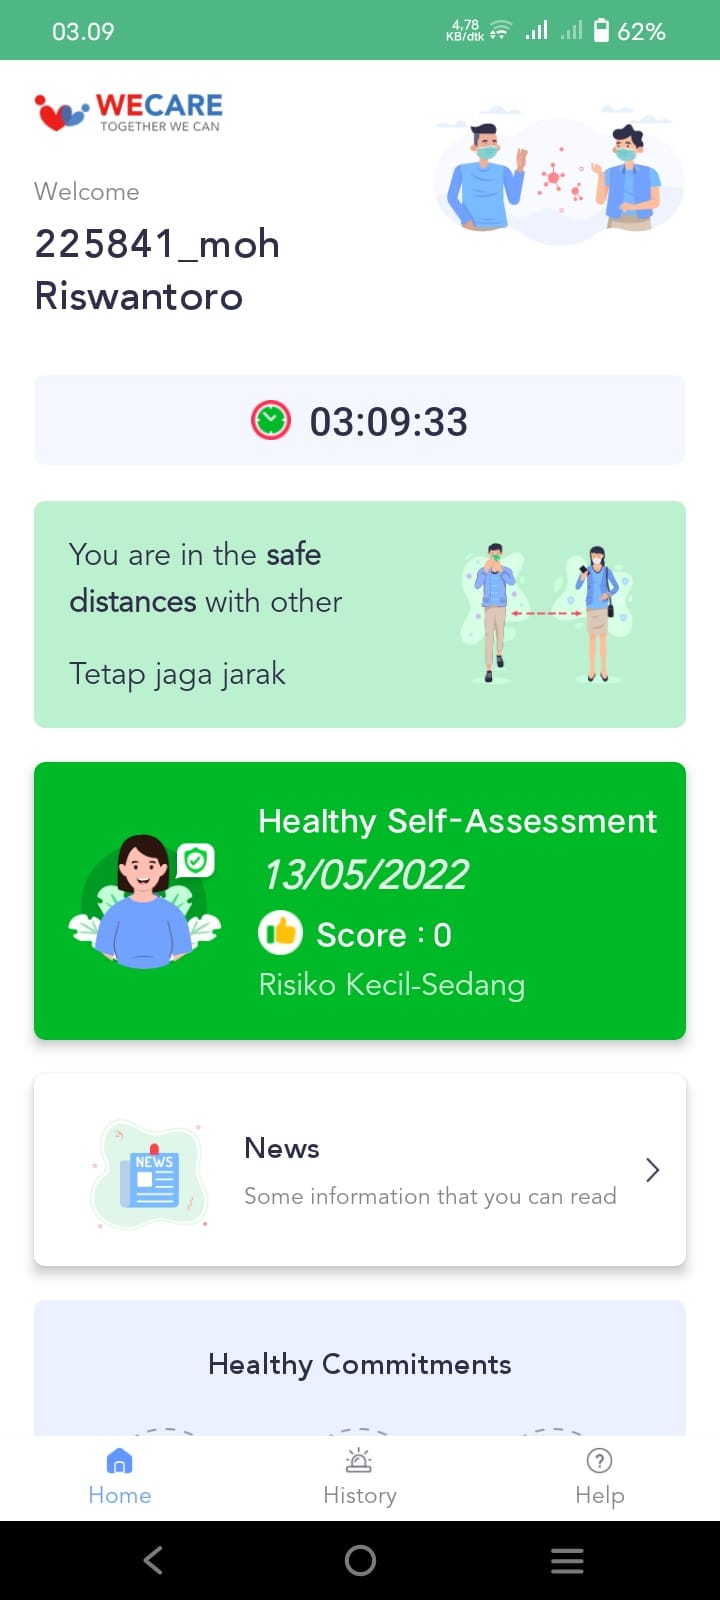 03.09
4,78
KB/dtk
62%
WECARE
TOGETHER WE CAN
Welcome
225841_moh
Riswantoro
03:09:33
You are in the safe
distances with other
Tetap jaga jarak
Healthy Self-Assessment
13/05/2022
Score : 0
Risiko Kecil-Sedang
NEWS
News
Some information that you can read
Healthy Commitments
Home
History
Help